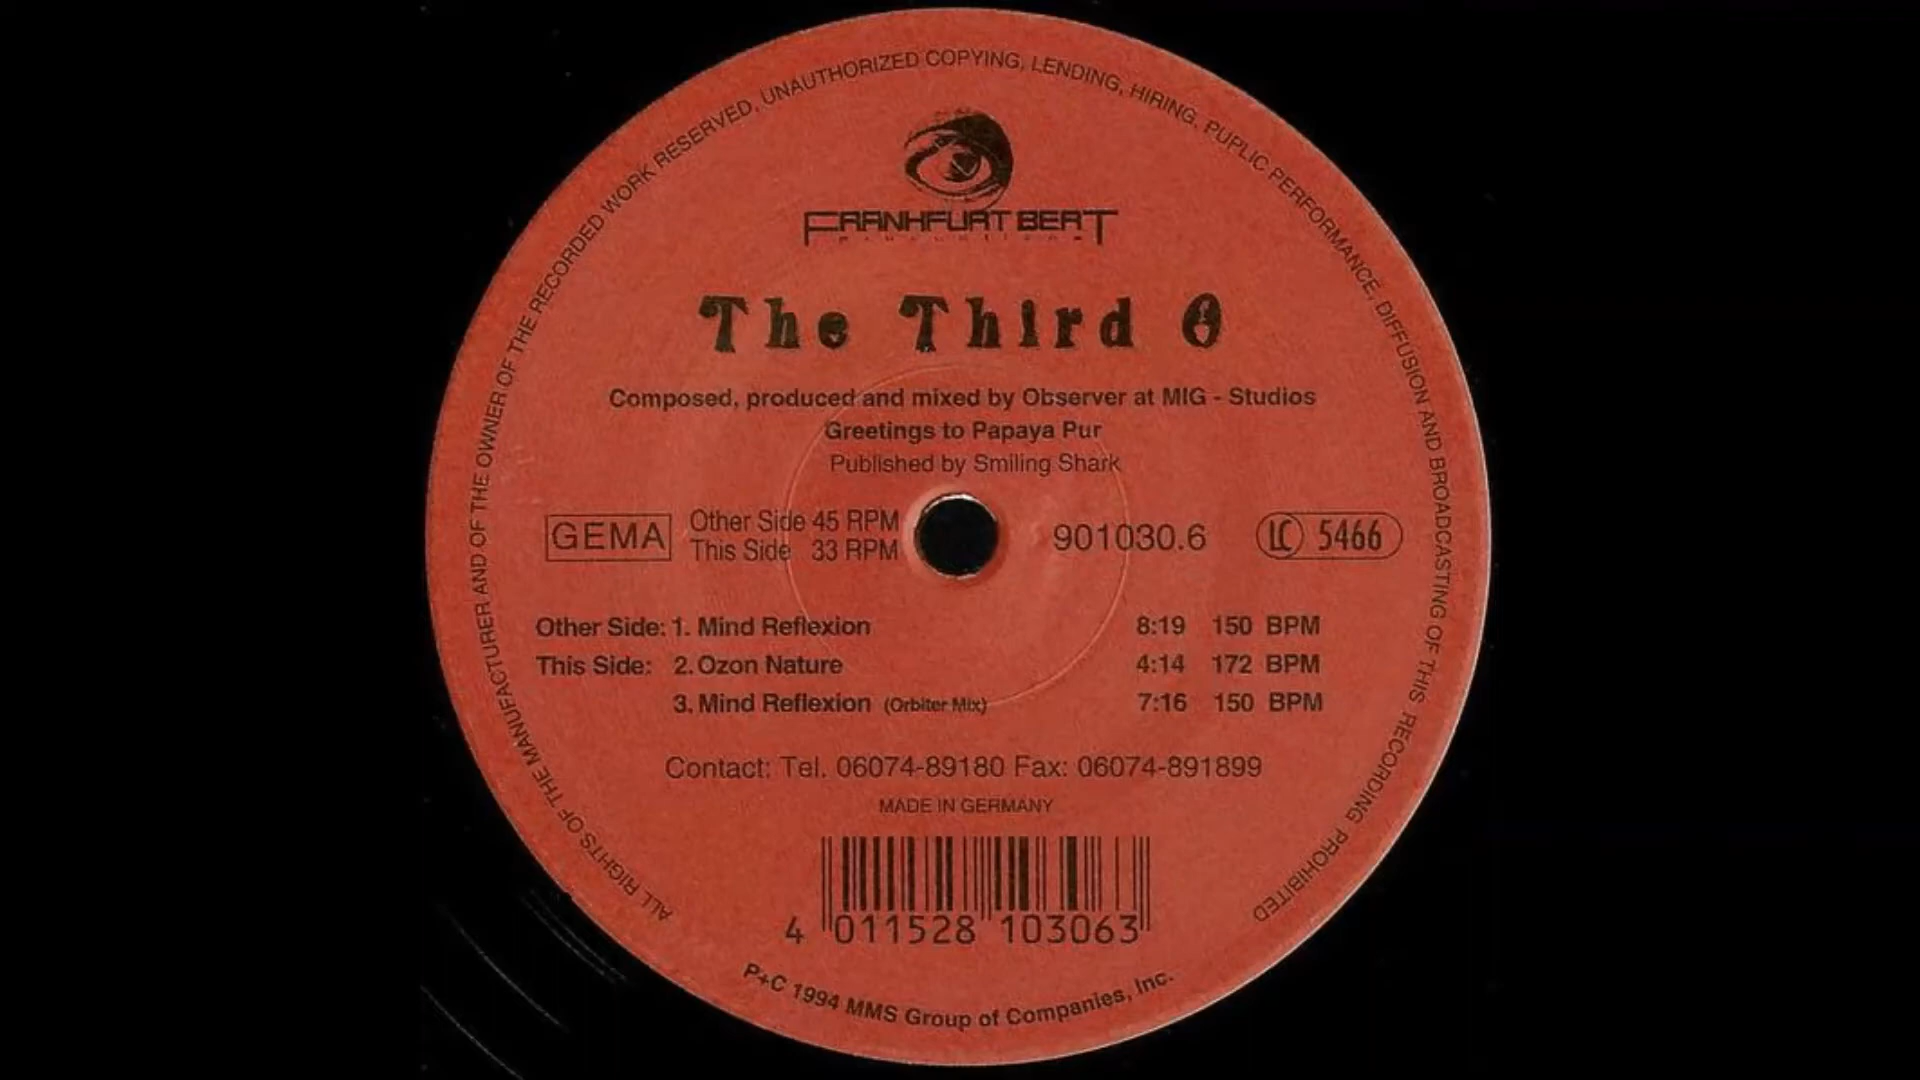 ALL RIGHTS OF THE MANUFACTURER AND OF THE OWNER OF THE RECORDED WORK RESERVED, UNAUTHORIZED COPYING, LENDING, HIRING, PUPLIC PERFORMANCE, DIFFUSION AND BROADCASTING OF THIS RECORDING PROHIBITED
FRANKFURT BEAT
productions
The Third O
Composed, produced and mixed by Observer at MIG - Studios
Greetings to Papaya Pur
Published by Smiling Shark
GEMA Other Side 45 RPM 901030.6 LC 5466
This Side 33 RPM
Other Side: 1. Mind Reflexion 8:19 150 BPM
This Side: 2. Ozon Nature 4:14 172 BPM
3. Mind Reflexion (Orbiter Mix) 7:16 150 BPM
Contact: Tel. 06074-89180 Fax: 06074-891899
MADE IN GERMANY
4 011528 103063
P+C 1994 MMS Group of Companies, Inc.